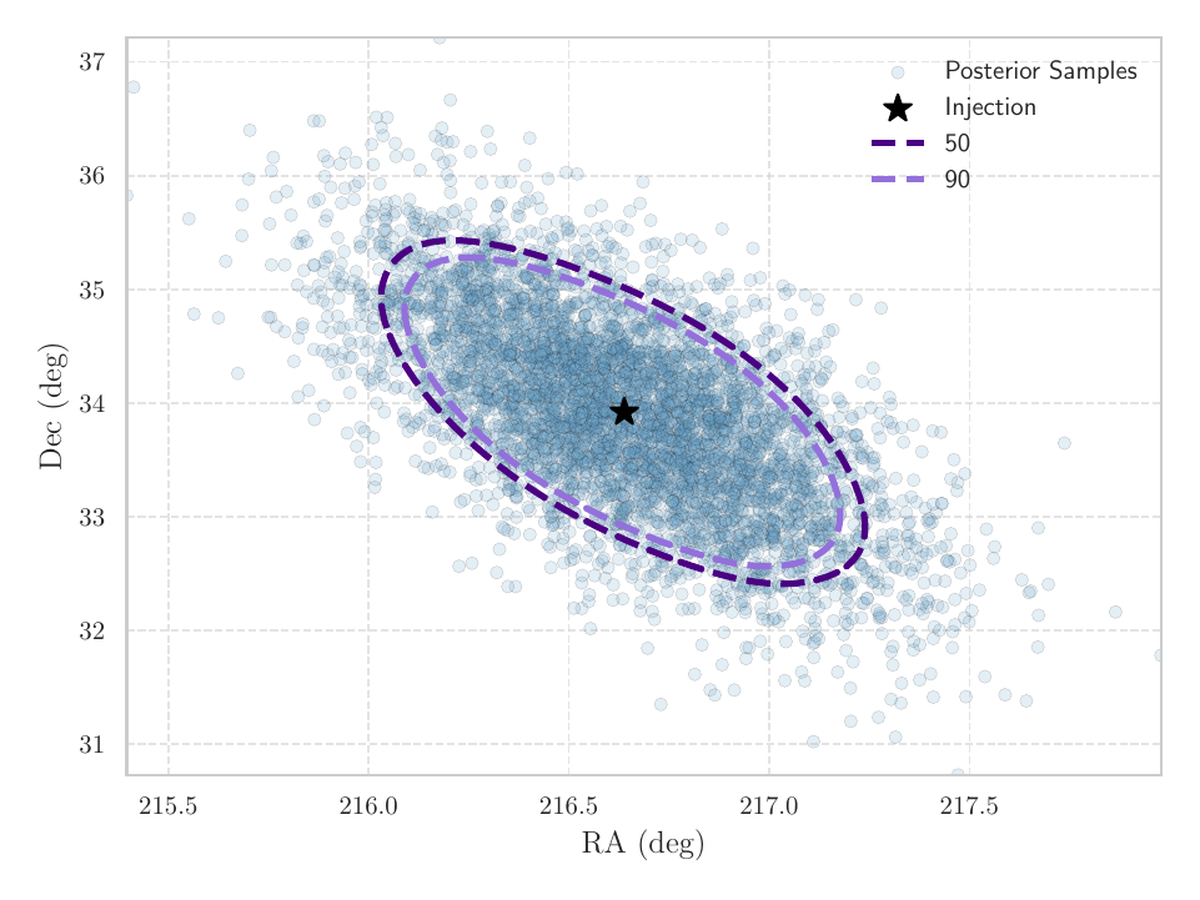 37
36
35
34
33
32
31
Dec (deg)
Posterior Samples
Injection
50
90
215.5 216.0 216.5 217.0 217.5
RA (deg)